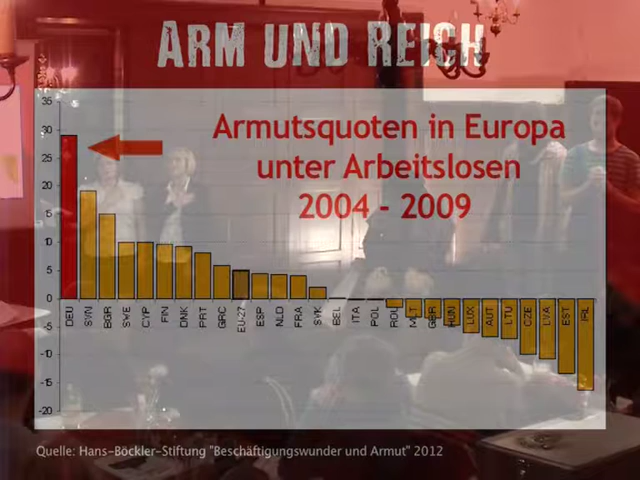 ARM UND REICH
Armutsquoten in Europa
unter Arbeitslosen
2004 - 2009
35
30
25
20
15
10
5
0
-5
-10
-15
-20
DEU SVN BGR SWE CYP FIN DNK PRT GRC EU-27 ESP NLD FRA SVK BEL ITA POL ROU MLT GBR HUN LUX AUT LTU CZE LVA EST IRL
Quelle: Hans-Böckler-Stiftung "Beschäftigungswunder und Armut" 2012